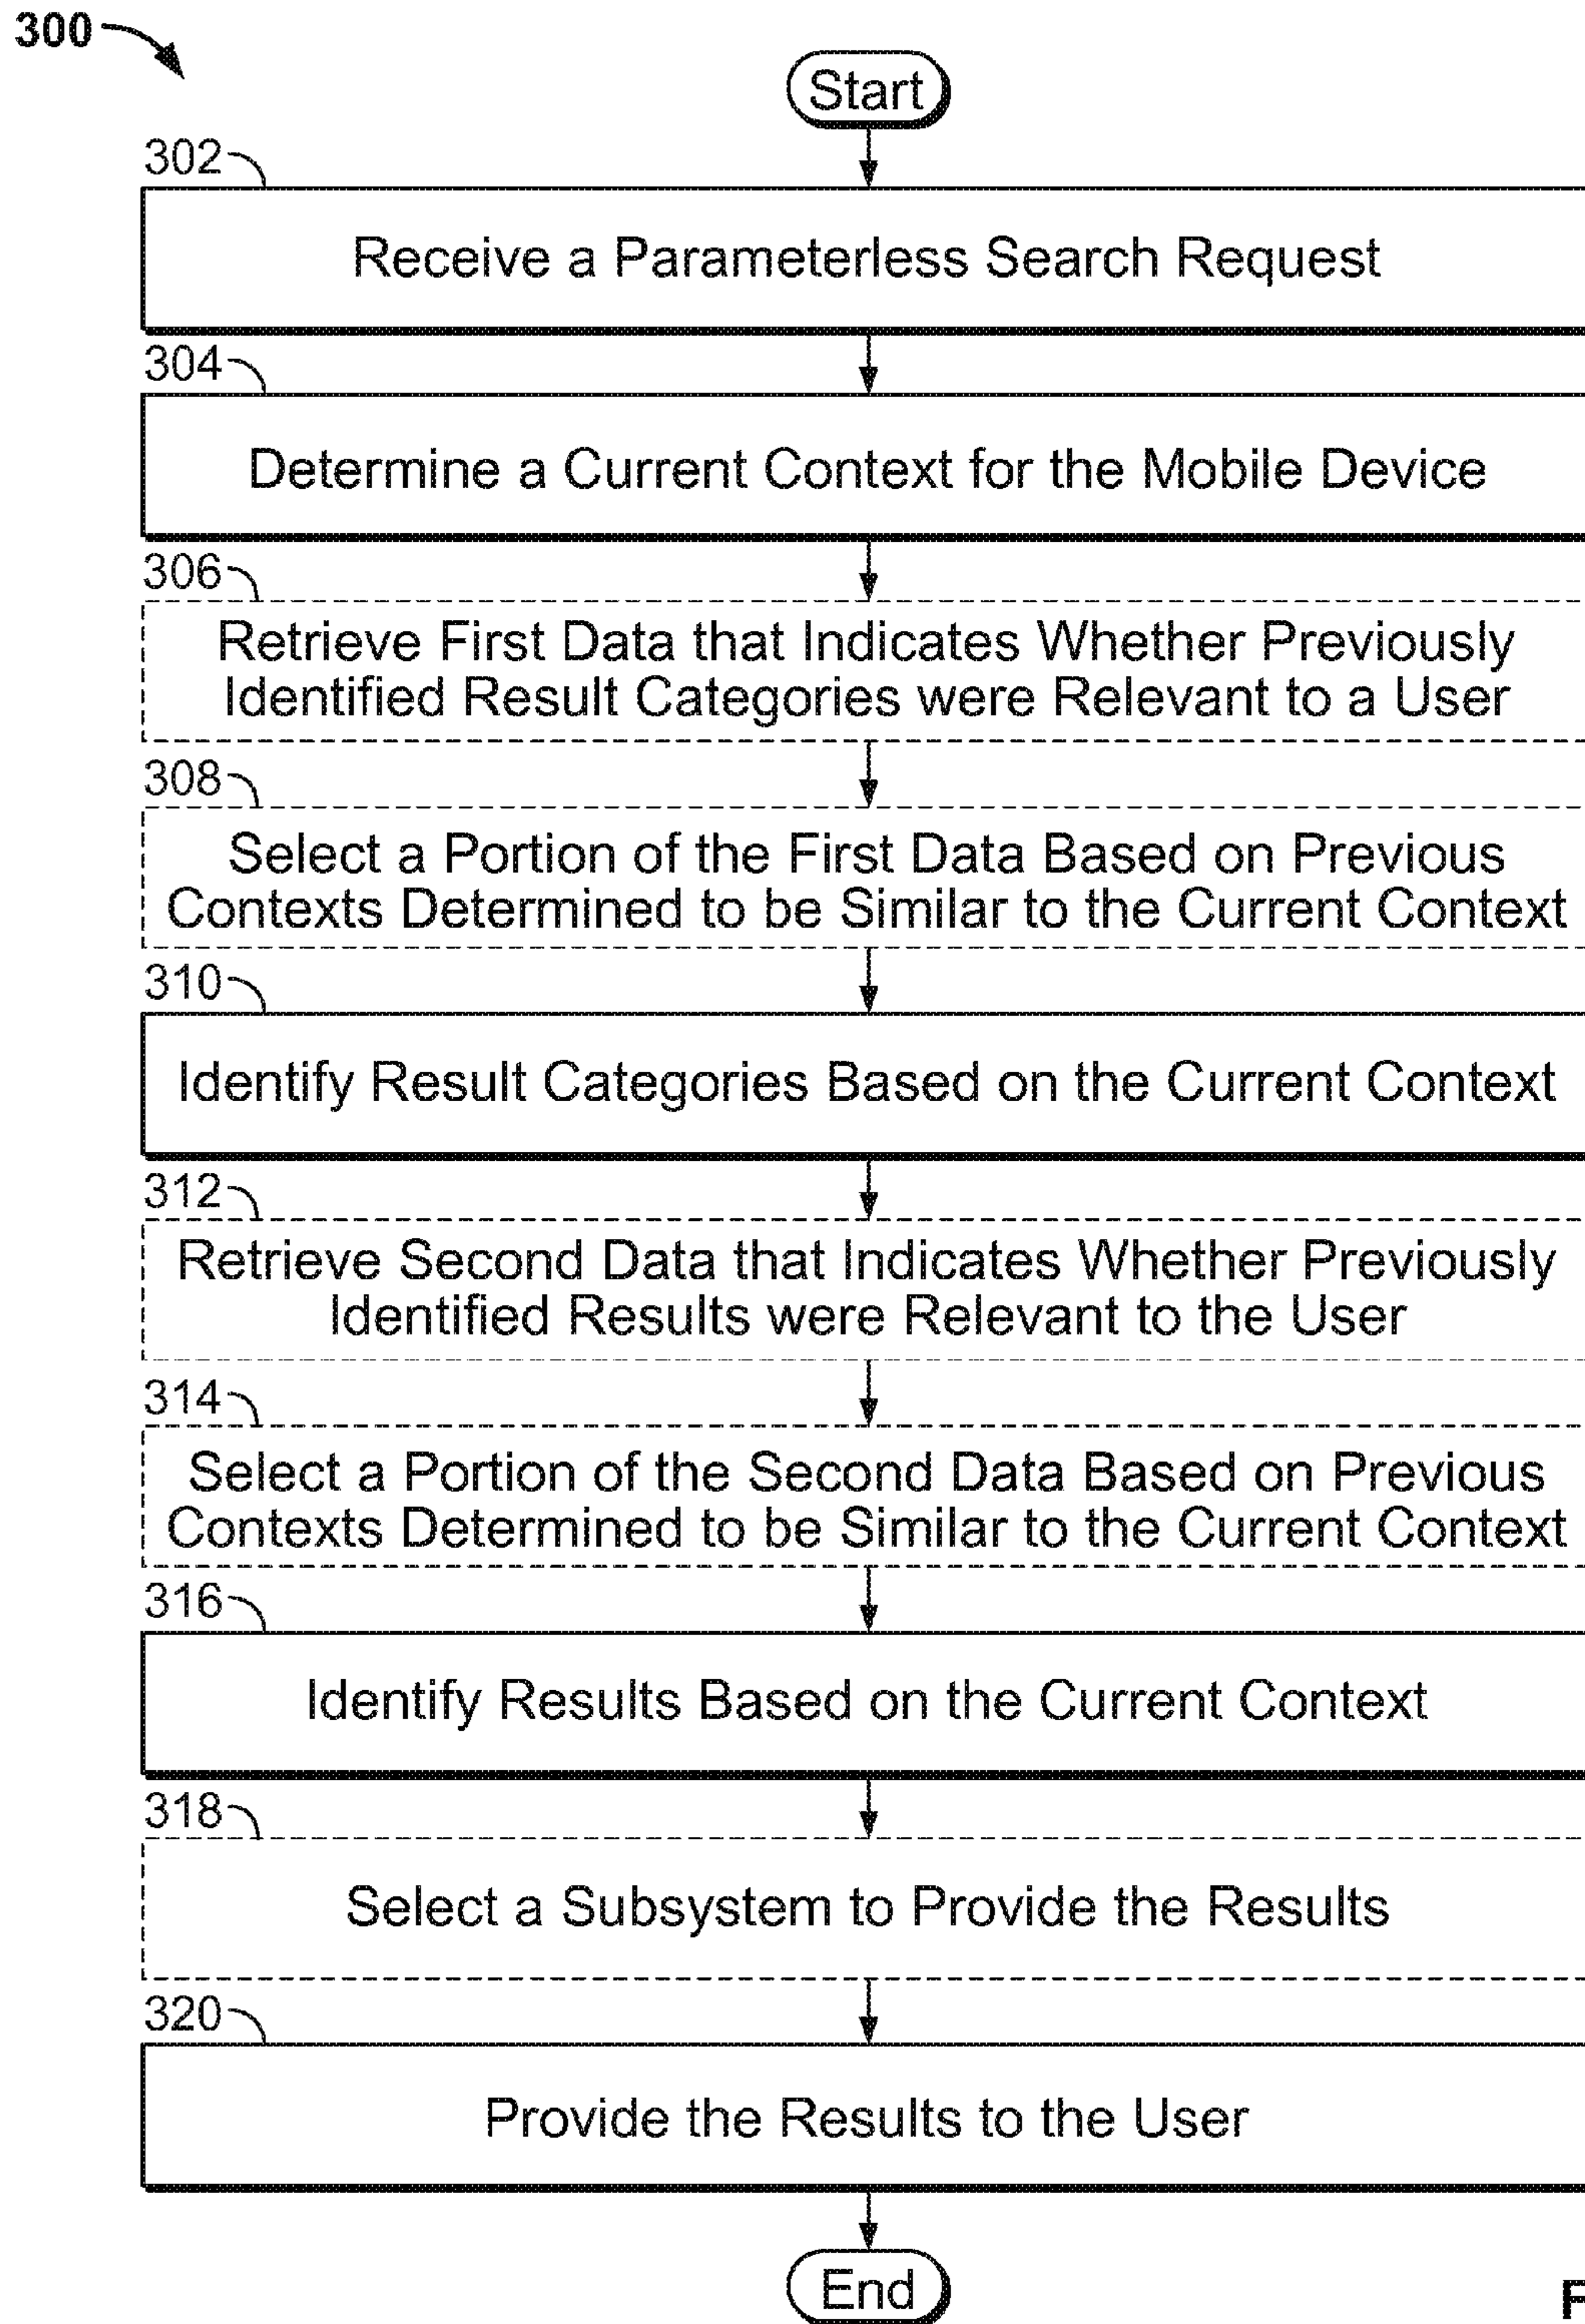 300
Start
302
Receive a Parameterless Search Request
304
Determine a Current Context for the Mobile Device
306
Retrieve First Data that Indicates Whether Previously
Identified Result Categories were Relevant to a User
308
Select a Portion of the First Data Based on Previous
Contexts Determined to be Similar to the Current Context
310
Identify Result Categories Based on the Current Context
312
Retrieve Second Data that Indicates Whether Previously
Identified Results were Relevant to the User
314
Select a Portion of the Second Data Based on Previous
Contexts Determined to be Similar to the Current Context
316
Identify Results Based on the Current Context
318
Select a Subsystem to Provide the Results
320
Provide the Results to the User
End